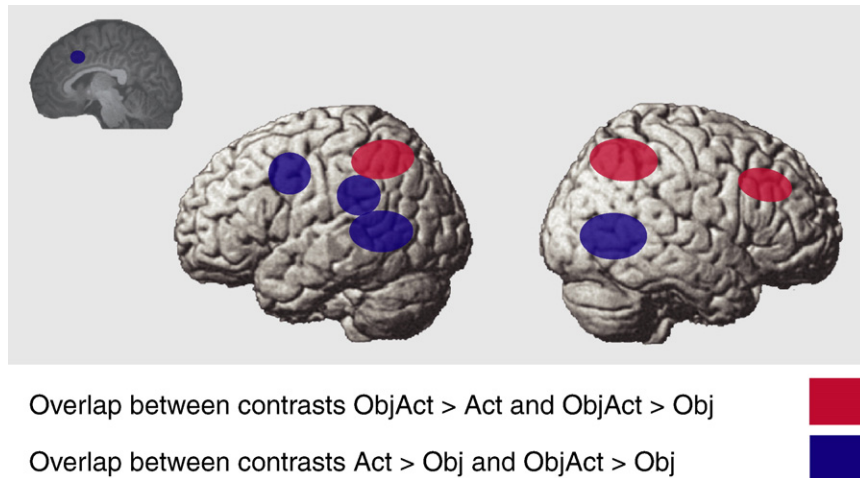 Overlap between contrasts ObjAct > Act and ObjAct > Obj
Overlap between contrasts Act > Obj and ObjAct > Obj